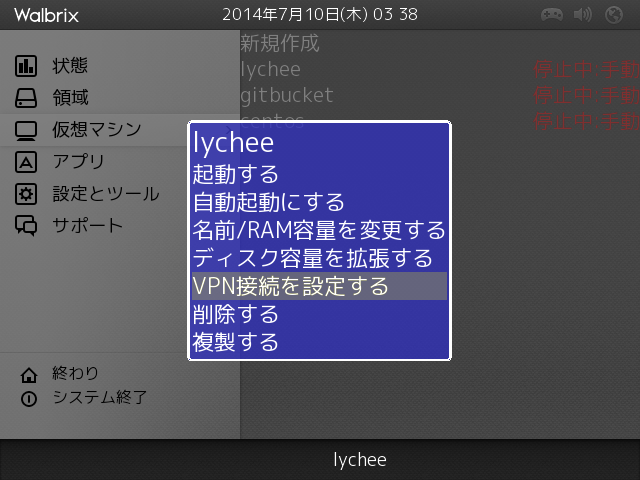 Walbrix
2014年7月10日(木) 03 38
状態
領域
仮想マシン
アプリ
設定とツール
サポート
終わり
システム終了
新規作成
lychee 停止中 手動
gitbucket 停止中 手動
centos 停止中 手動
lychee
起動する
自動起動にする
名前/RAM容量を変更する
ディスク容量を拡張する
VPN接続を設定する
削除する
複製する
lychee